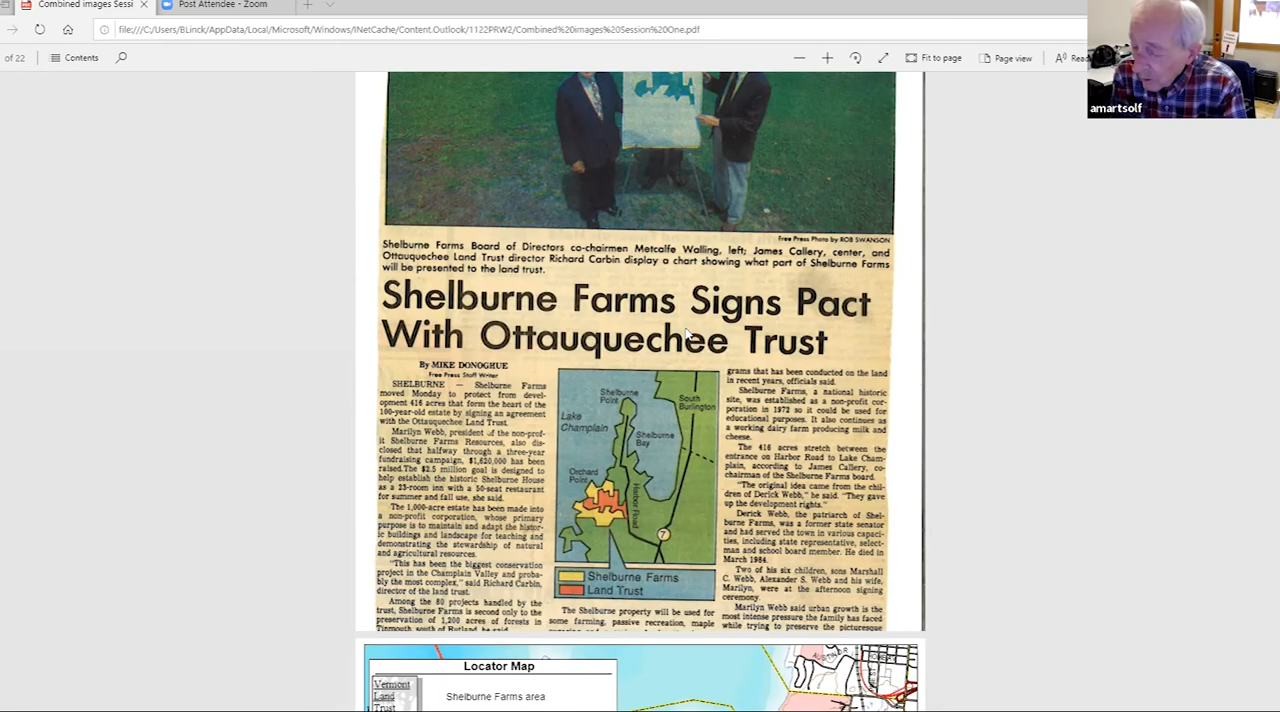 Combined images Sessi
Post Attendee - Zoom
file:///C:/Users/BLinck/AppData/Local/Microsoft/Windows/INetCache/Content.Outlook/1122PRW2/Combined%20images%20Session%20One.pdf
of 22
Contents
Fit to page
Page view
Read
amartsolf
Free Press Photo by ROB SWANSON
Shelburne Farms Board of Directors co-chairmen Metcalfe Walling, left; James Callery, center, and
Ottauquechee Land Trust director Richard Carbin display a chart showing what part of Shelburne Farms
will be presented to the land trust.
Shelburne Farms Signs Pact
With Ottauquechee Trust
By MIKE DONOGHUE
Free Press Staff Writer
SHELBURNE — Shelburne Farms
moved Monday to protect from devel-
opment 416 acres that form the heart of the
100-year-old estate by signing an agreement
with the Ottauquechee Land Trust.
Marilyn Webb, president of the non-prof-
it Shelburne Farms Resources, also dis-
closed that halfway through a three-year
fundraising campaign, $1,620,000 has been
raised.The $2.5 million goal is designed to
help establish the historic Shelburne House
as a 23-room inn with a 50-seat restaurant
for summer and fall use, she said.
The 1,000-acre estate has been made into
a non-profit corporation, whose primary
purpose is to maintain and adapt the histor-
ic buildings and landscape for teaching and
demonstrating the stewardship of natural
and agricultural resources.
"This has been the biggest conservation
project in the Champlain Valley and proba-
bly the most complex," said Richard Carbin,
director of the land trust.
Among the 80 projects handled by the
trust, Shelburne Farms is second only to the
preservation of 1,200 acres of forests in
Tinmouth, south of Rutland, he said.
Shelburne
Point
South
Burlington
Lake
Champlain
Shelburne
Bay
Orchard
Point
Harbor Road
7
Shelburne Farms
Land Trust
The Shelburne property will be used for
some farming, passive recreation, maple
grams that has been conducted on the land
in recent years, officials said.
Shelburne Farms, a national historic
site, was established as a non-profit cor-
poration in 1972 so it could be used for
educational purposes. It also continues as
a working dairy farm producing milk and
cheese.
The 416 acres stretch between the
entrance on Harbor Road to Lake Cham-
plain, according to James Callery, co-
chairman of the Shelburne Farms board.
"The original idea came from the chil-
dren of Derick Webb," he said. "They gave
up the development rights."
Derick Webb, the patriarch of Shel-
burne Farms, was a former state senator
and had served the town in various capaci-
ties, including state representative, select-
man and school board member. He died in
March 1984.
Two of his six children, sons Marshall
C. Webb, Alexander S. Webb and his wife,
Marilyn, were at the afternoon signing
ceremony.
Marilyn Webb said urban growth is the
most intense pressure the family has faced
while trying to preserve the picturesque
Locator Map
Vermont
Land
Trust
Shelburne Farms area